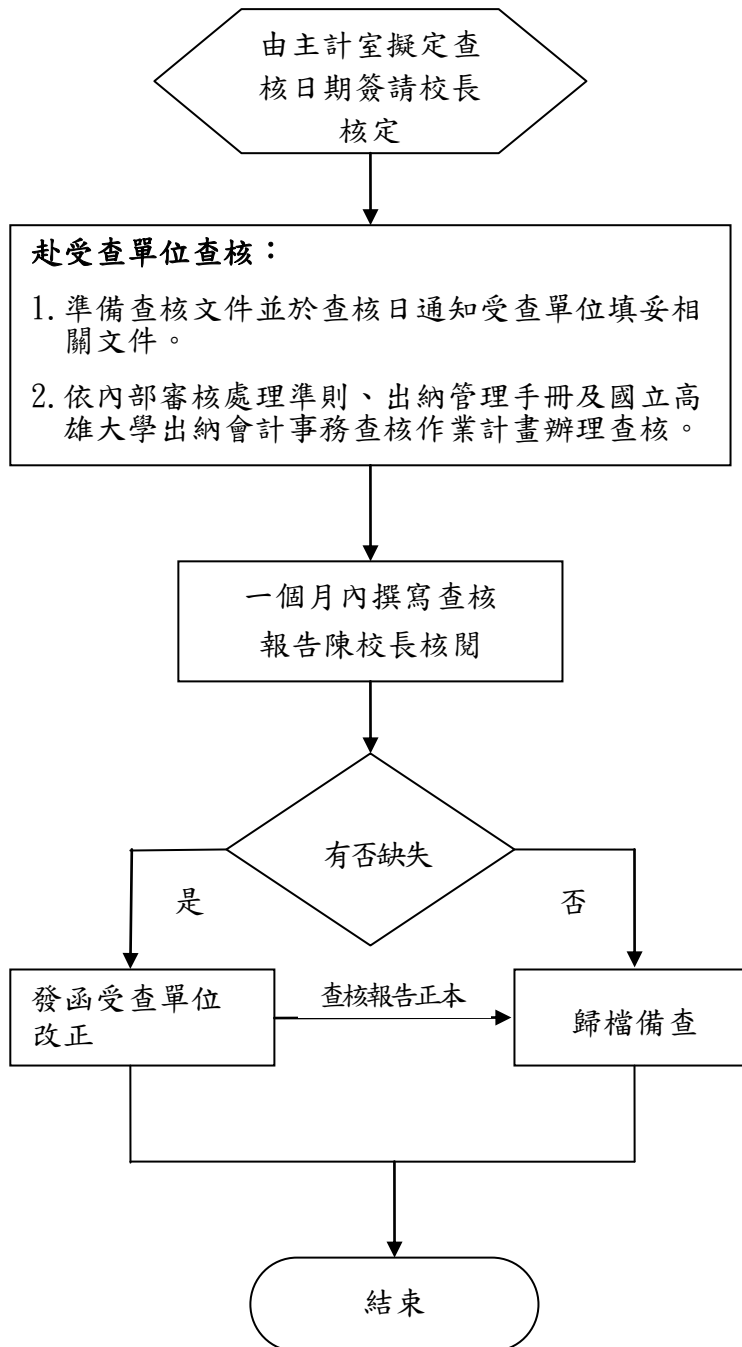 由主計室擬定查
核日期簽請校長
核定
赴受查單位查核：
1. 準備查核文件並於查核日通知受查單位填妥相
關文件。
2. 依內部審核處理準則、出納管理手冊及國立高
雄大學出納會計事務查核作業計畫辦理查核。
一個月內撰寫查核
報告陳校長核閱
有否缺失
是
否
發函受查單位
改正
查核報告正本
歸檔備查
結束